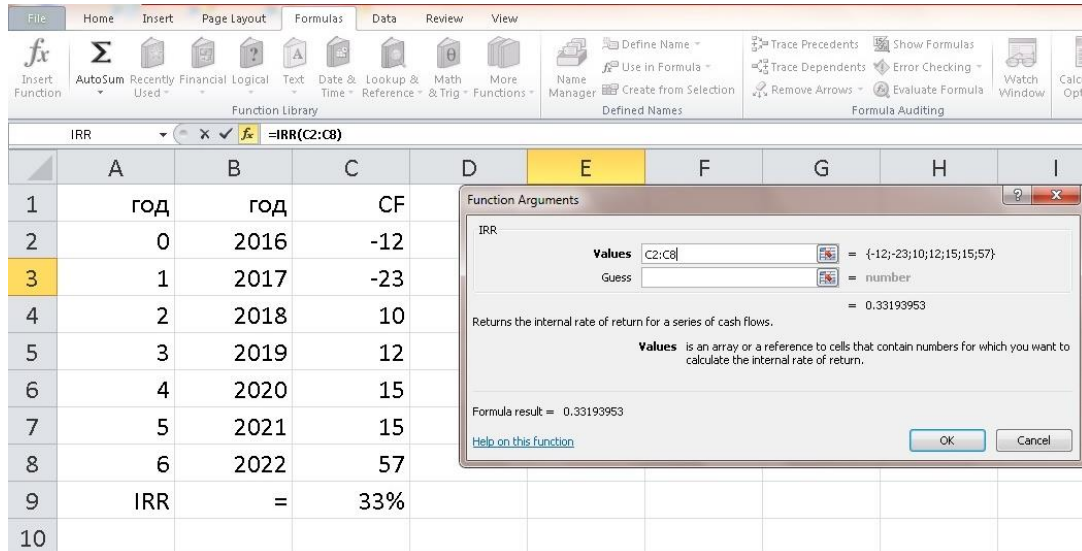 File Home Insert Page Layout Formulas Data Review View
fx Σ θ
Insert Function AutoSum Recently Used Financial Logical Text Date & Time Lookup & Reference Math & Trig More Functions
Function Library
Name Manager Define Name
Use in Formula
Create from Selection
Defined Names
Trace Precedents Show Formulas
Trace Dependents Error Checking
Remove Arrows Evaluate Formula
Watch Window
Formula Auditing
IRR fx =IRR(C2:C8)
A B C D E F G H I
1 год год CF
2 0 2016 -12
3 1 2017 -23
4 2 2018 10
5 3 2019 12
6 4 2020 15
7 5 2021 15
8 6 2022 57
9 IRR = 33%
10
Function Arguments ? X
IRR
Values C2:C8 = {-12;-23;10;12;15;15;57}
Guess = number
= 0.33193953
Returns the internal rate of return for a series of cash flows.
Values is an array or a reference to cells that contain numbers for which you want to
calculate the internal rate of return.
Formula result = 0.33193953
Help on this function OK Cancel